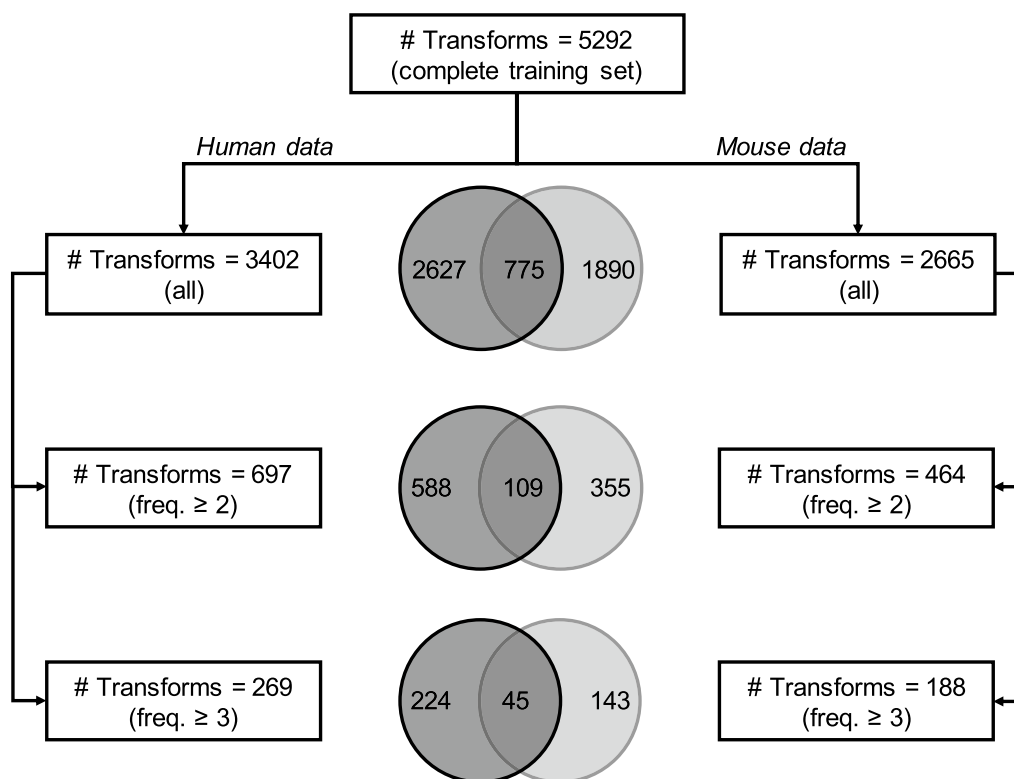 # Transforms = 5292
(complete training set)
Human data
Mouse data
# Transforms = 3402
(all)
2627
775
1890
# Transforms = 2665
(all)
# Transforms = 697
(freq. ≥ 2)
588
109
355
# Transforms = 464
(freq. ≥ 2)
# Transforms = 269
(freq. ≥ 3)
224
45
143
# Transforms = 188
(freq. ≥ 3)